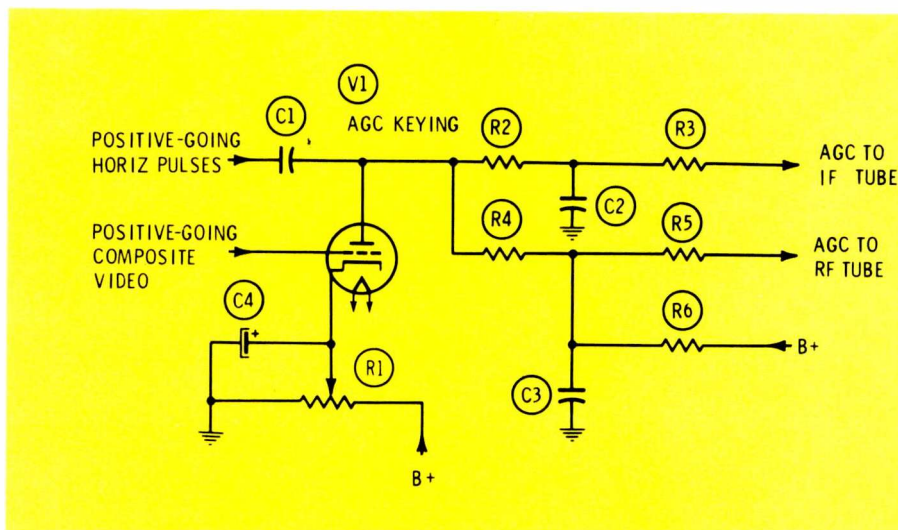 V1
C1
AGC KEYING
R2
R3
POSITIVE-GOING
HORIZ PULSES
AGC TO
IF TUBE
C2
POSITIVE-GOING
COMPOSITE
VIDEO
R4
R5
AGC TO
RF TUBE
C4
+
R6
R1
B+
C3
B+